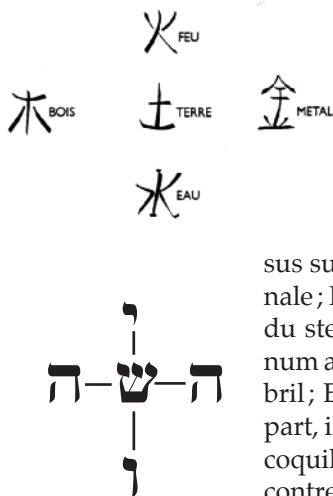 火 FEU
木 BOIS 土 TERRE 金 METAL
水 EAU
י
ה–ש–ה
ו
sus su
nale ;
du ste
num a
bril ; E
part, il
coquil
contre